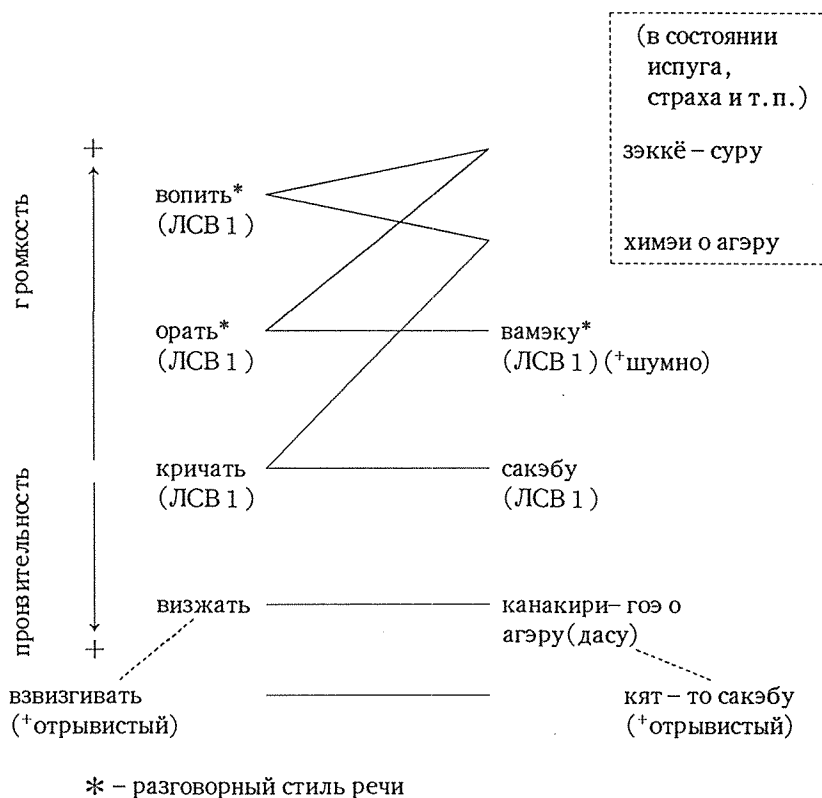 (в состоянии
испуга,
страха и т.п.)
+
зэккё – суру
громкость
вопить*
(ЛСВ 1)
химэи о агэру
орать*
(ЛСВ 1)
вамэку*
(ЛСВ 1) (+шумно)
кричать
(ЛСВ 1)
сакэбу
(ЛСВ 1)
пронзительность
визжать
канакири– гоэ о
агэру(дасу)
+
взвизгивать
(+отрывистый)
кят – то сакэбу
(+отрывистый)
* – разговорный стиль речи